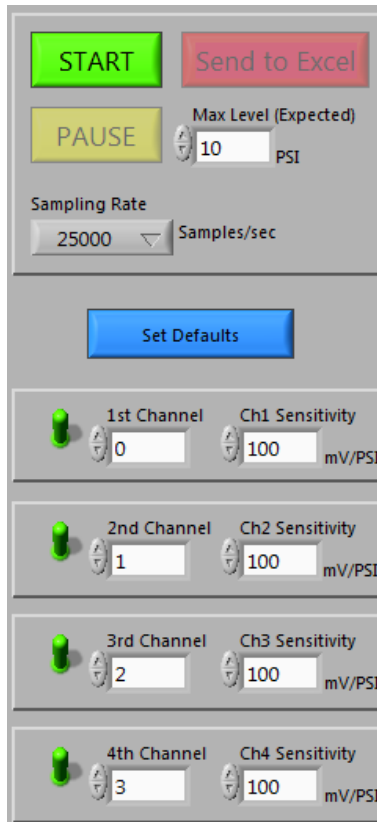 START
Send to Excel
PAUSE
Max Level (Expected)
10
PSI
Sampling Rate
25000
Samples/sec
Set Defaults
1st Channel
Ch1 Sensitivity
0
100
mV/PSI
2nd Channel
Ch2 Sensitivity
1
100
mV/PSI
3rd Channel
Ch3 Sensitivity
2
100
mV/PSI
4th Channel
Ch4 Sensitivity
3
100
mV/PSI